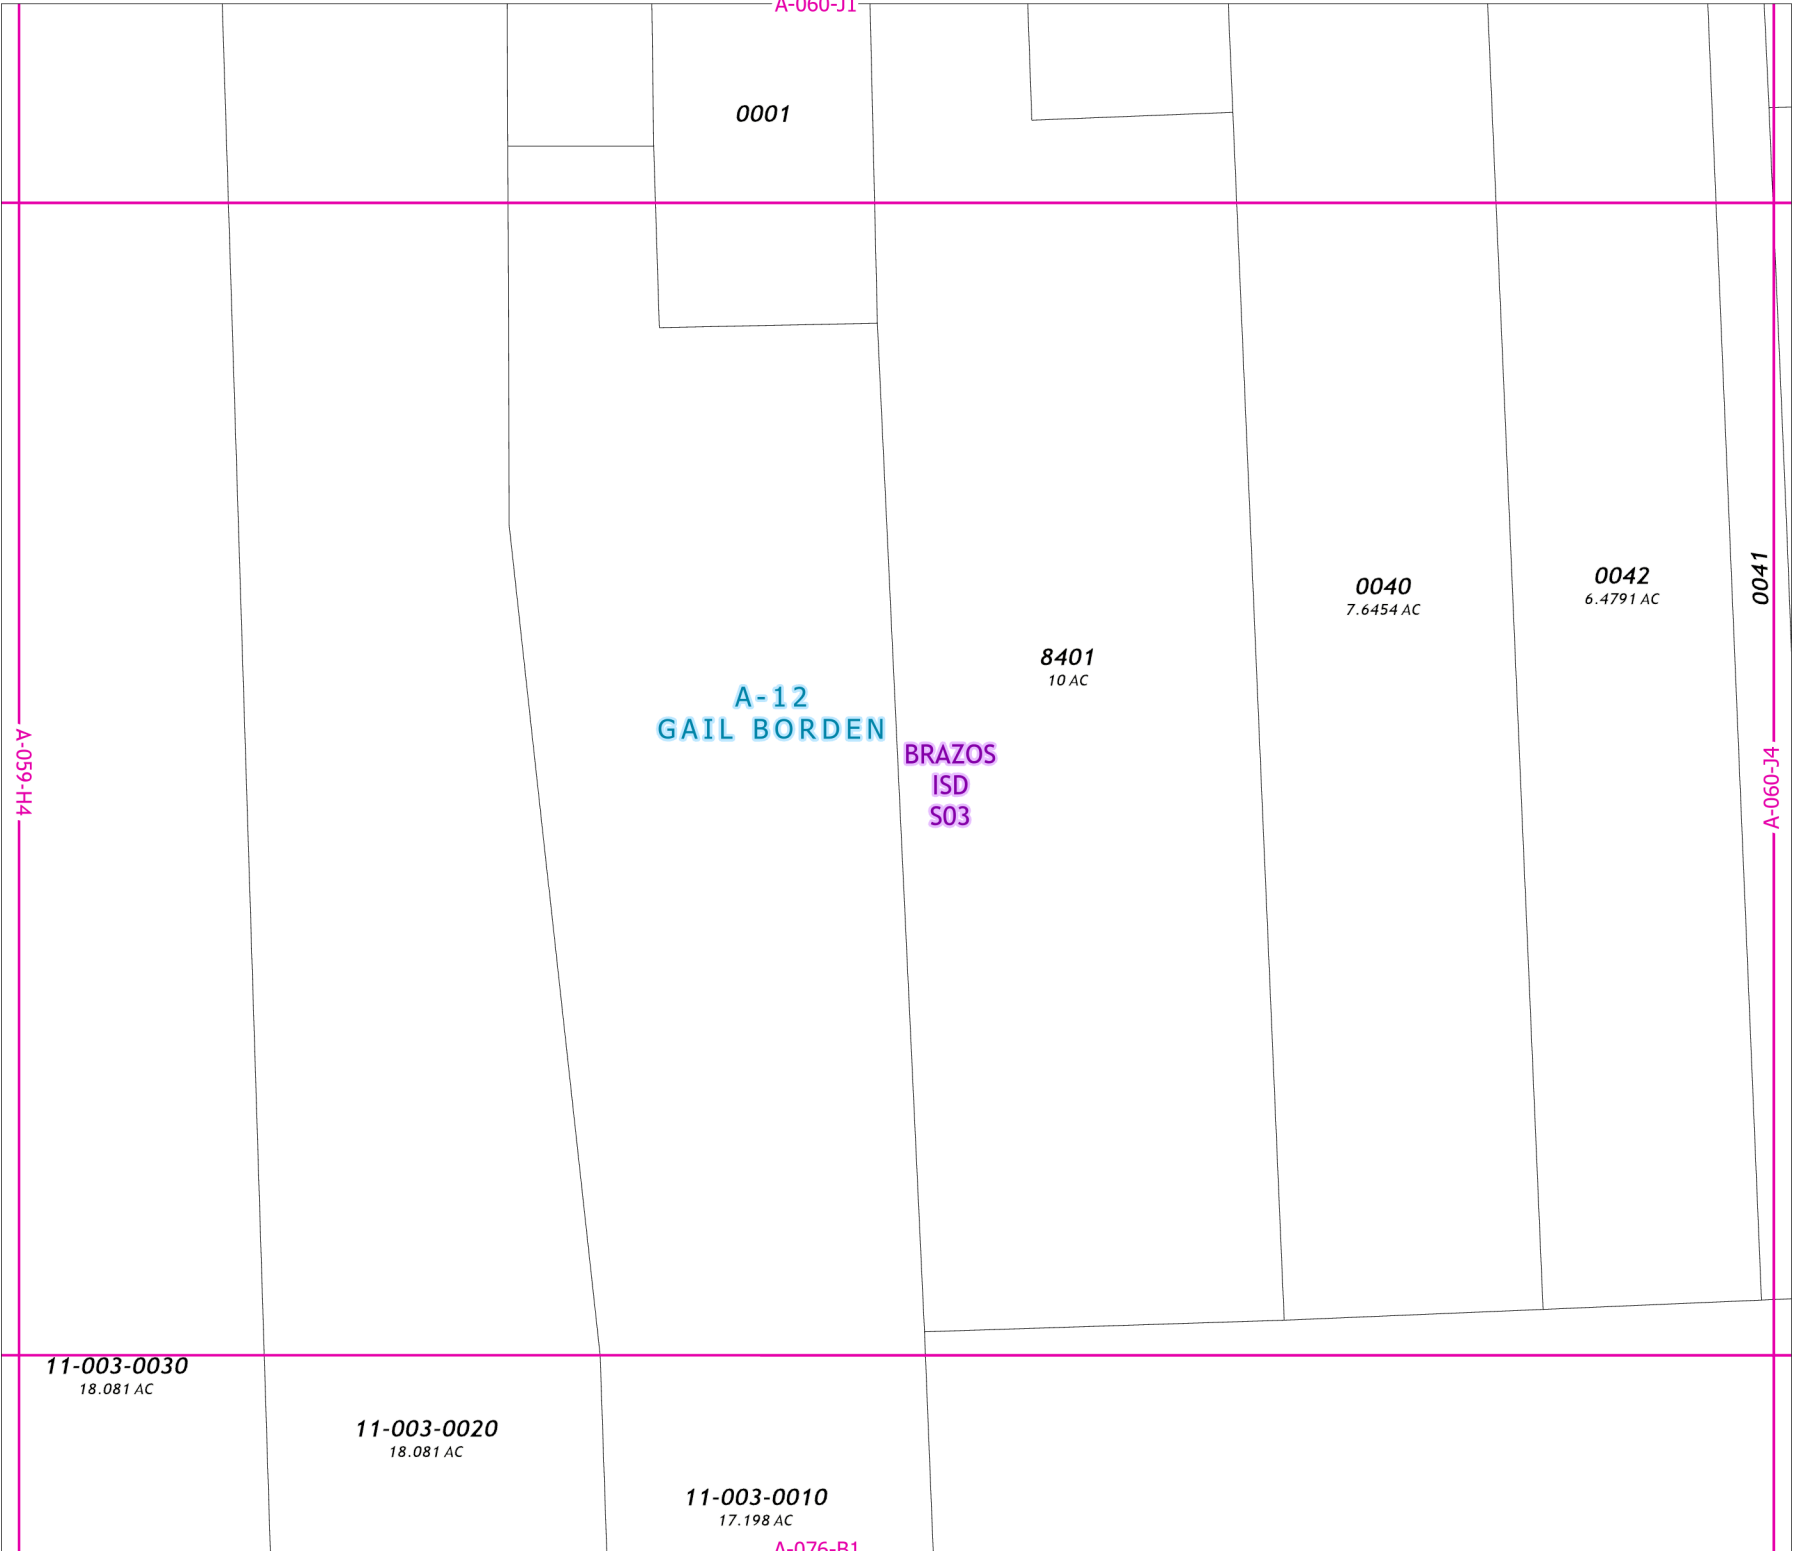 A-060-J1
0001
0042
6.4791 AC
0040
7.6454 AC
0041
8401
10 AC
A-12
GAIL BORDEN
BRAZOS
ISD
S03
A-059-H4
A-060-J4
11-003-0030
18.081 AC
11-003-0020
18.081 AC
11-003-0010
17.198 AC
A-076-B1